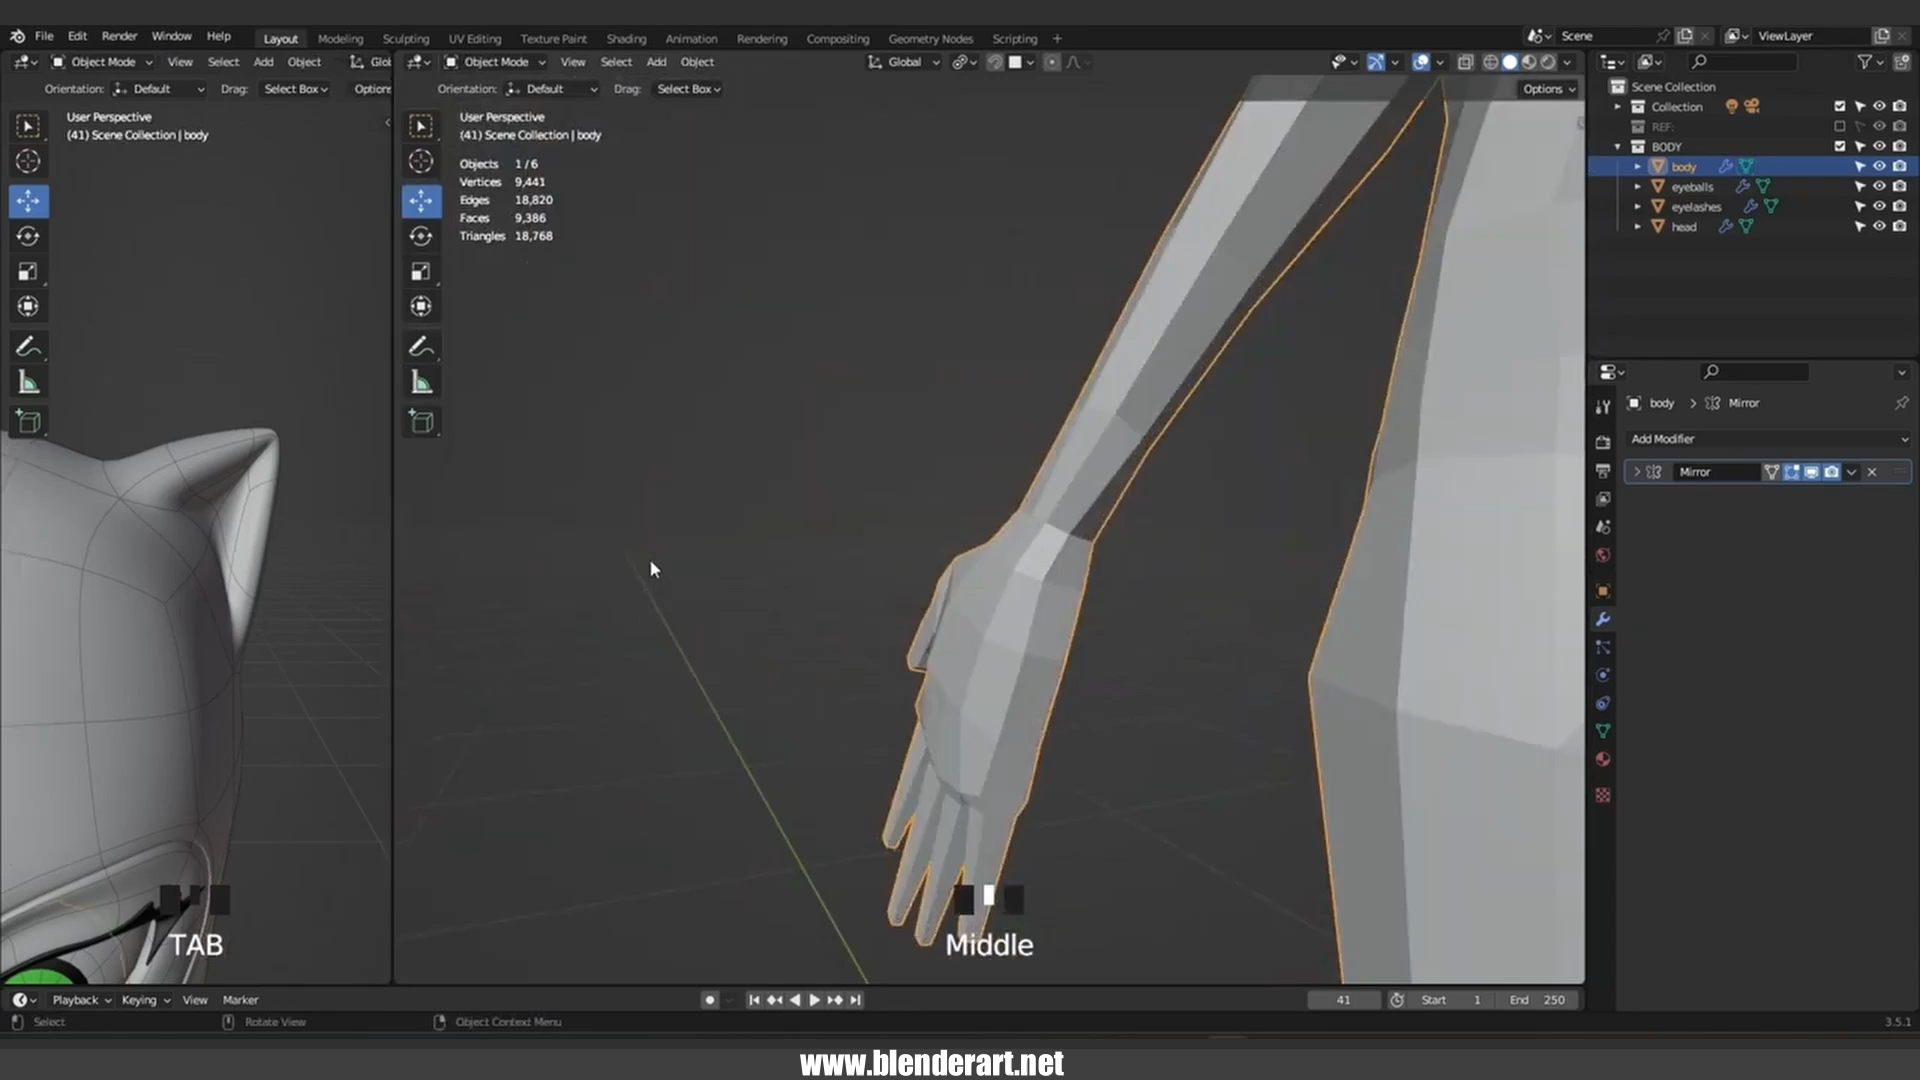 File Edit Render Window Help Layout Modeling Sculpting UV Editing Texture Paint Shading Animation Rendering Compositing Geometry Nodes Scripting + Scene ViewLayer
Object Mode View Select Add Object Glo Object Mode View Select Add Object Global
Orientation: Default Drag: Select Box Options Orientation: Default Drag: Select Box Options
User Perspective
(41) Scene Collection | body
User Perspective
(41) Scene Collection | body
Objects 1/6
Vertices 9,441
Edges 18,820
Faces 9,386
Triangles 18,768
Scene Collection
Collection
REF:
BODY
body
eyeballs
eyelashes
head
body > Mirror
Add Modifier
Mirror
TAB
Middle
Playback Keying View Marker 41 Start 1 End 250
Select Rotate View Object Context Menu 3.5.1
www.blenderart.net